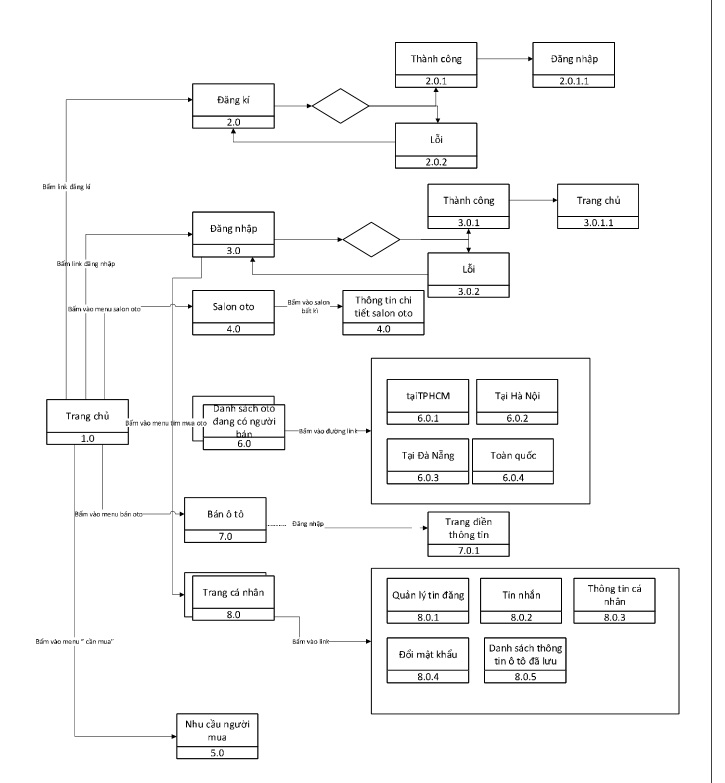 Thành công
2.0.1
Đăng nhập
2.0.1.1
Đăng kí
2.0
Lỗi
2.0.2
Bấm link đăng kí
Thành công
3.0.1
Trang chủ
3.0.1.1
Đăng nhập
3.0
Lỗi
3.0.2
Bấm link đăng nhập
Bấm vào menu salon oto
Salon oto
4.0
Bấm vào salon
bất kì
Thông tin chi
tiết salon oto
4.0
Trang chủ
1.0
Bấm vào menu tìm mua oto
Danh sách oto
đang có người
bán
6.0
Bấm vào đường link
tạiTPHCM
6.0.1
Tại Hà Nội
6.0.2
Tại Đà Nẵng
6.0.3
Toàn quốc
6.0.4
Bấm vào menu bán oto
Bán ô tô
7.0
Đăng nhập
Trang điền
thông tin
7.0.1
Trang cá nhân
8.0
Bấm vào link
Quản lý tin đăng
8.0.1
Tin nhắn
8.0.2
Thông tin cá
nhân
8.0.3
Đổi mật khẩu
8.0.4
Danh sách thông
tin ô tô đã lưu
8.0.5
Bấm vào menu " cần mua"
Nhu cầu người
mua
5.0